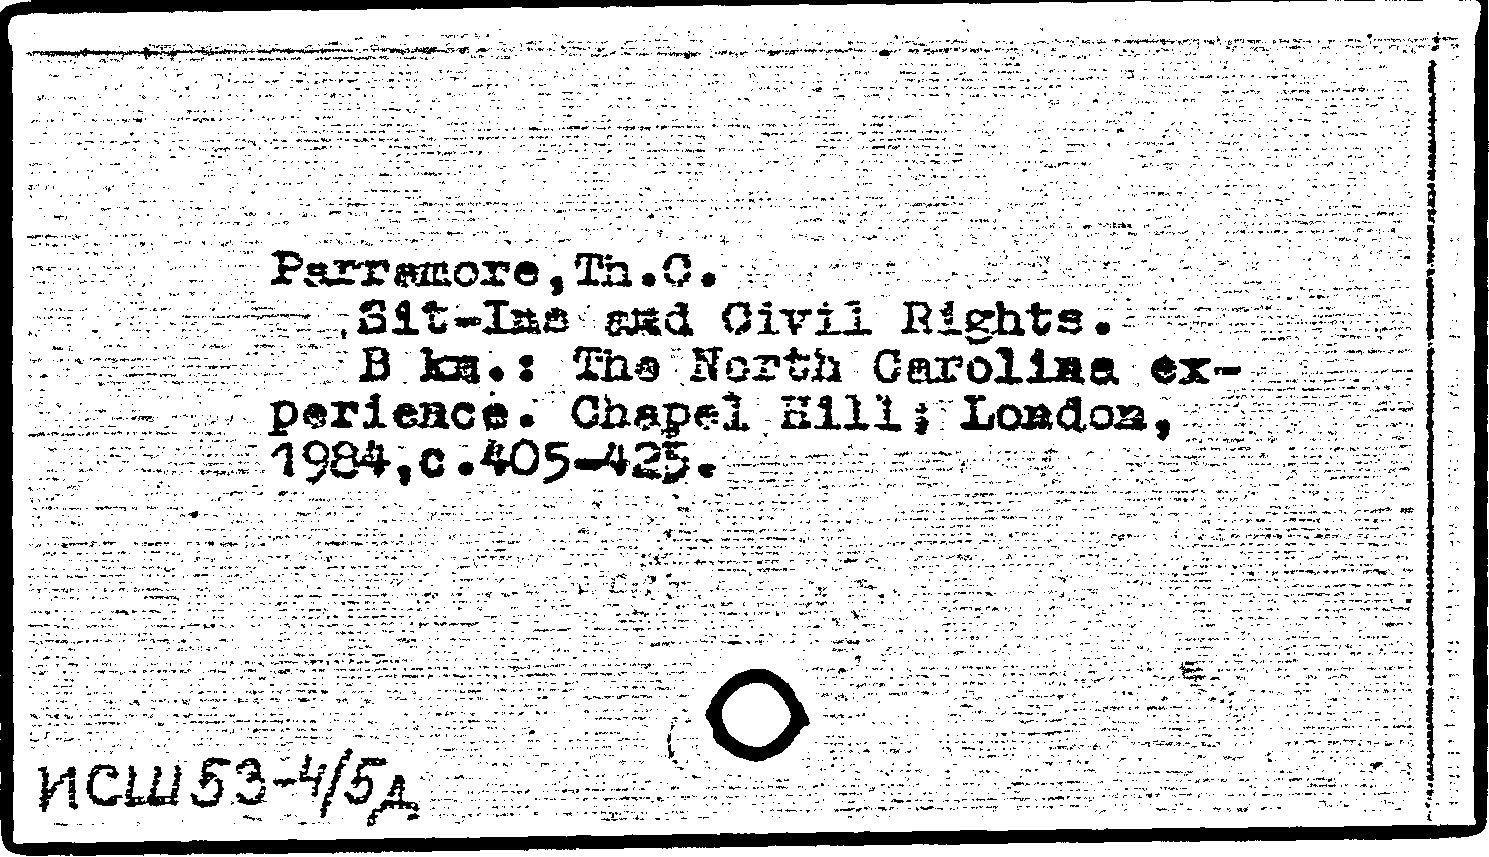 Parramore,Th.C.
Sit-Ins and Civil Rights.
В кн.: The North Carolina ex-
perience. Chapel Hill; London,
1984,с.405-425.
ИСШ 53-4/5д